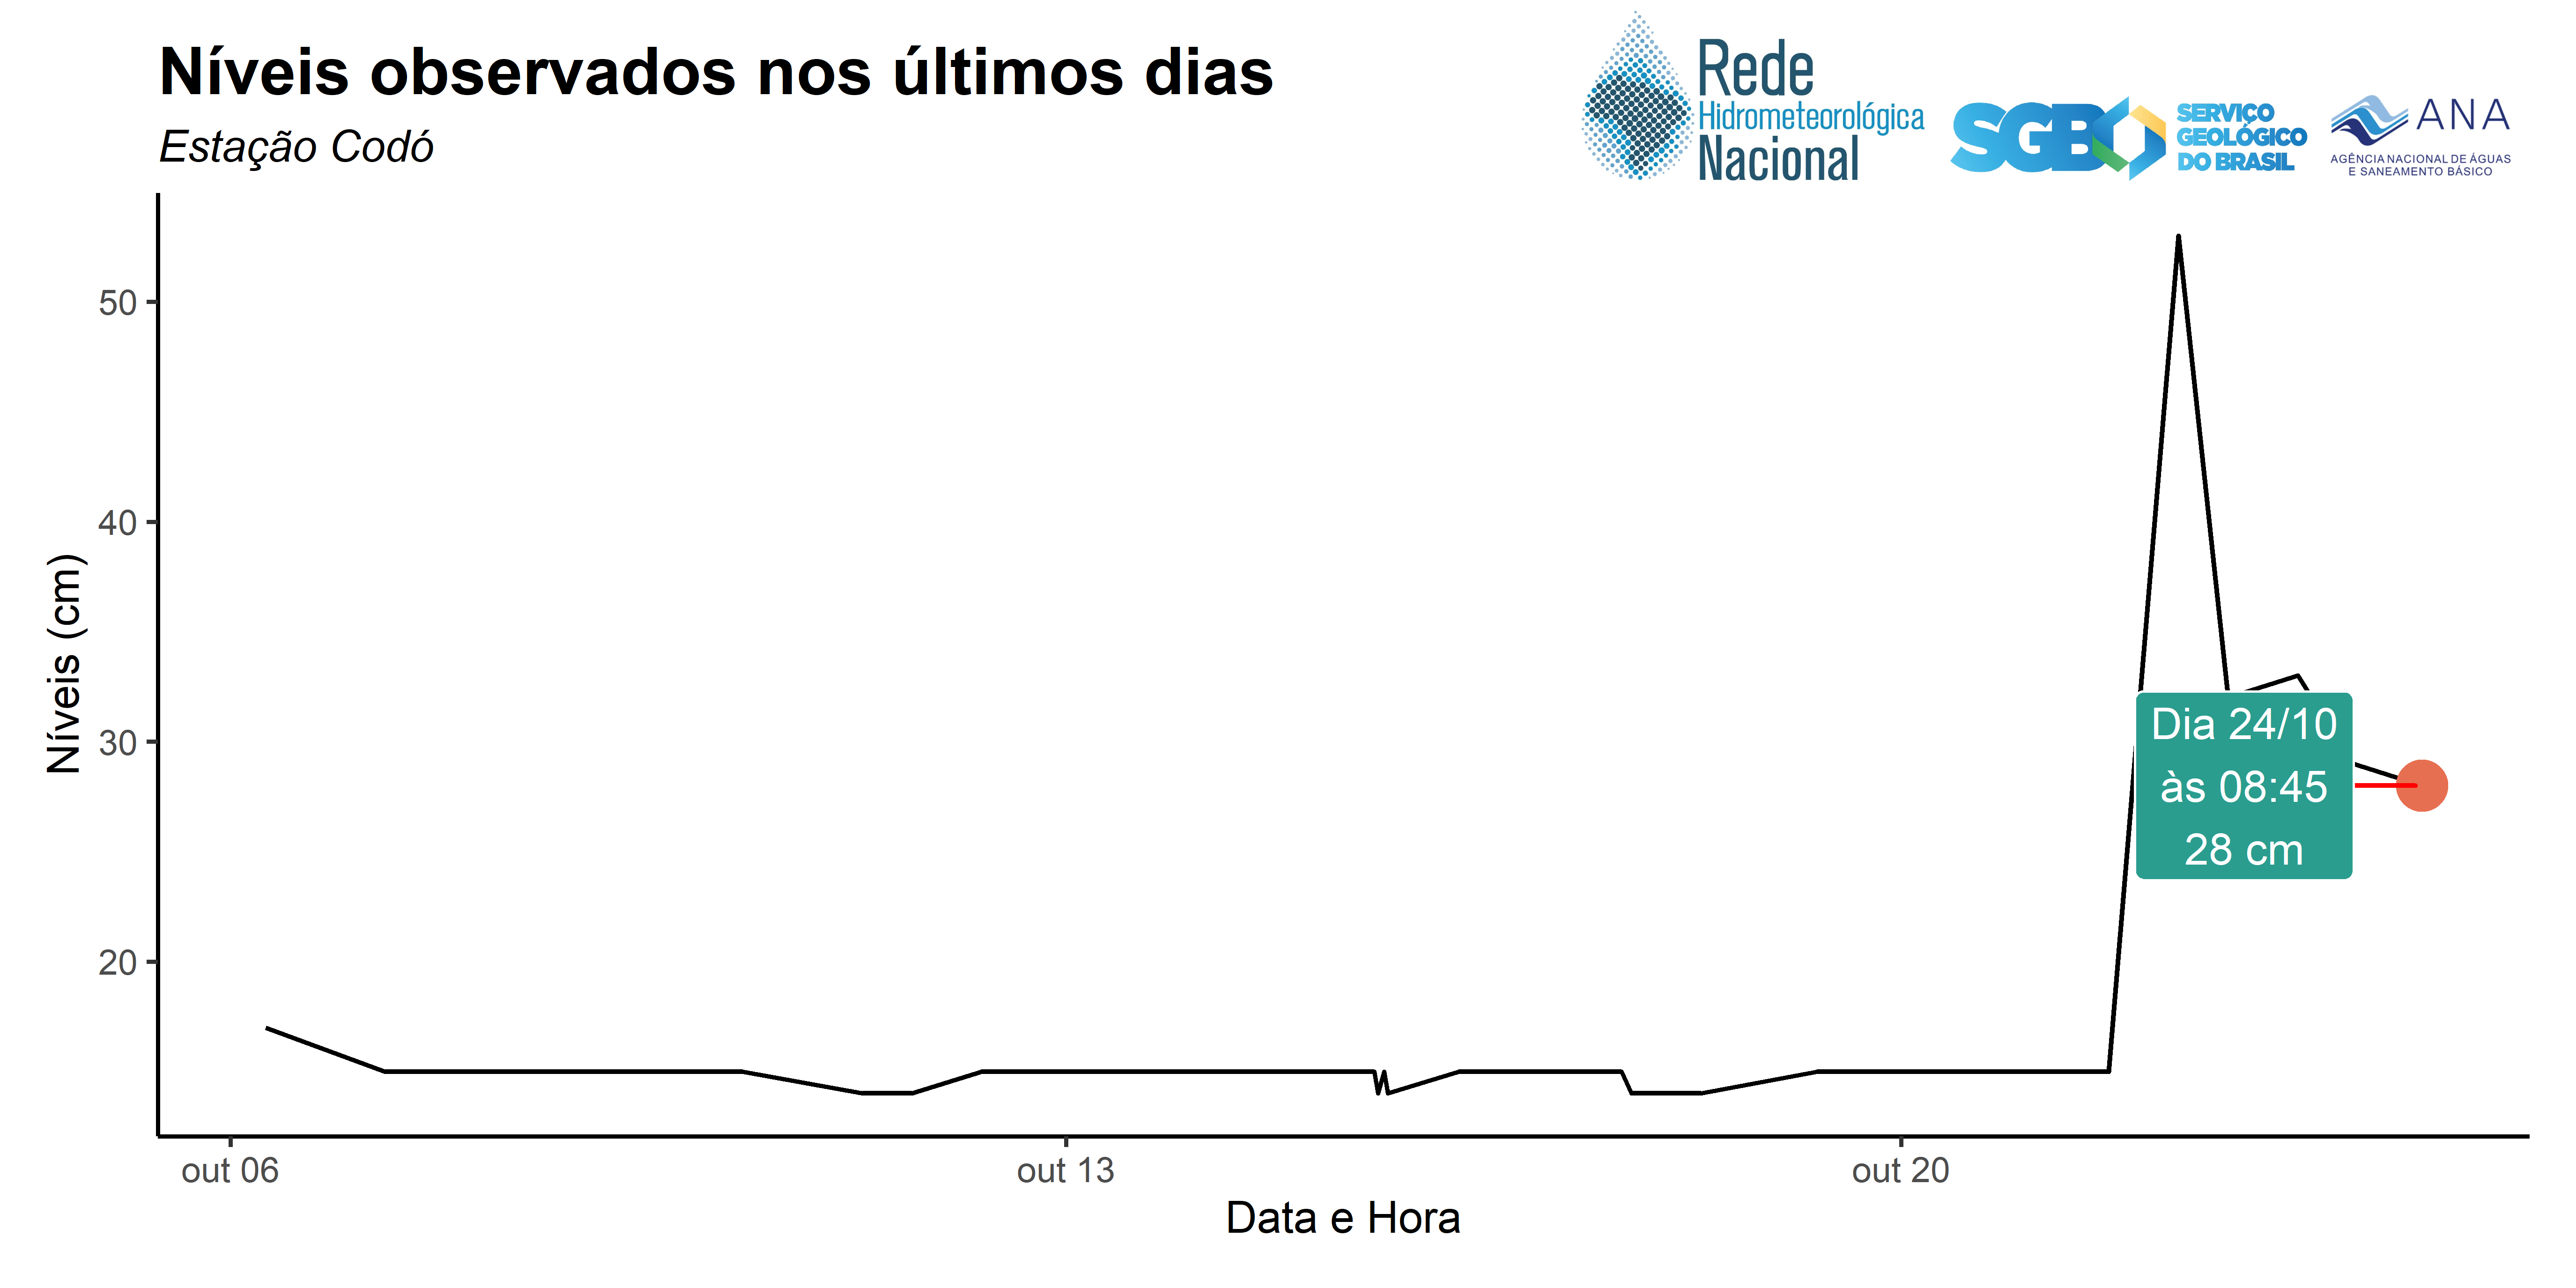 Níveis observados nos últimos dias
Estação Codó
Rede
Hidrometeorológica
Nacional
SGB
SERVIÇO
GEOLÓGICO
DO BRASIL
ANA
AGÊNCIA NACIONAL DE ÁGUAS
E SANEAMENTO BÁSICO
Níveis (cm)
50
40
30
20
Dia 24/10
às 08:45
28 cm
out 06
out 13
out 20
Data e Hora